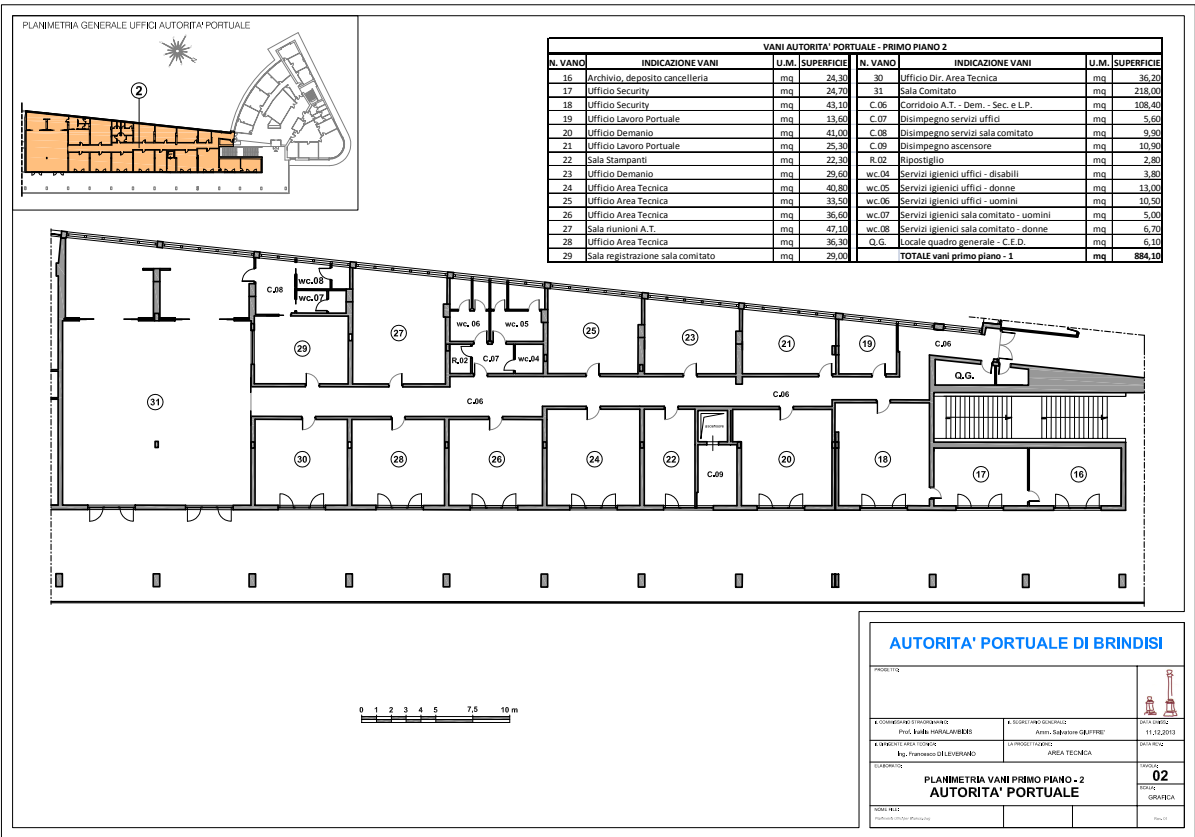 PLANIMETRIA GENERALE UFFICI AUTORITA' PORTUALE
2
VANI AUTORITA' PORTUALE - PRIMO PIANO 2
N. VANO INDICAZIONE VANI U.M. SUPERFICIE N. VANO INDICAZIONE VANI U.M. SUPERFICIE
16 Archivio, deposito cancelleria mq 24,30 30 Ufficio Dir. Area Tecnica mq 36,20
17 Ufficio Security mq 24,70 31 Sala Comitato mq 218,00
18 Ufficio Security mq 43,10 C.06 Corridoio A.T. - Dem. - Sec. e L.P. mq 108,40
19 Ufficio Lavoro Portuale mq 13,60 C.07 Disimpegno servizi uffici mq 5,60
20 Ufficio Demanio mq 41,00 C.08 Disimpegno servizi sala comitato mq 9,90
21 Ufficio Lavoro Portuale mq 25,30 C.09 Disimpegno ascensore mq 10,90
22 Sala Stampanti mq 22,30 R.02 Ripostiglio mq 2,80
23 Ufficio Demanio mq 29,60 wc.04 Servizi igienici uffici - disabili mq 3,80
24 Ufficio Area Tecnica mq 40,80 wc.05 Servizi igienici uffici - donne mq 13,00
25 Ufficio Area Tecnica mq 33,50 wc.06 Servizi igienici uffici - uomini mq 10,50
26 Ufficio Area Tecnica mq 36,60 wc.07 Servizi igienici sala comitato - uomini mq 5,00
27 Sala riunioni A.T. mq 47,10 wc.08 Servizi igienici sala comitato - donne mq 6,70
28 Ufficio Area Tecnica mq 36,30 Q.G. Locale quadro generale - C.E.D. mq 6,10
29 Sala registrazione sala comitato mq 29,00 TOTALE vani primo piano - 1 mq 884,10
C.08 wc.08
wc.07
29 27 wc. 06 wc.05 25 23 21 19 C.06
R.02 C.07 wc.04
Q.G.
31 C.06 C.06
30 28 26 24 22 ascensore C.09 20 18 17 16
0 1 2 3 4 5 7,5 10 m
AUTORITA' PORTUALE DI BRINDISI
PROGETTO:
IL COMMISSARIO STRAORDINARIO: IL SEGRETARIO GENERALE: DATA EMISS.:
Prof. Iraklis HARALAMBIDIS Amm. Salvatore GIUFFRE' 11.12.2013
IL DIRIGENTE AREA TECNICA: LA PROGETTAZIONE: DATA REV.:
Ing. Francesco DI LEVERANO AREA TECNICA
ELABORATO: TAVOLA:
PLANIMETRIA VANI PRIMO PIANO - 2 02
AUTORITA' PORTUALE SCALA:
GRAFICA
NOME FILE: